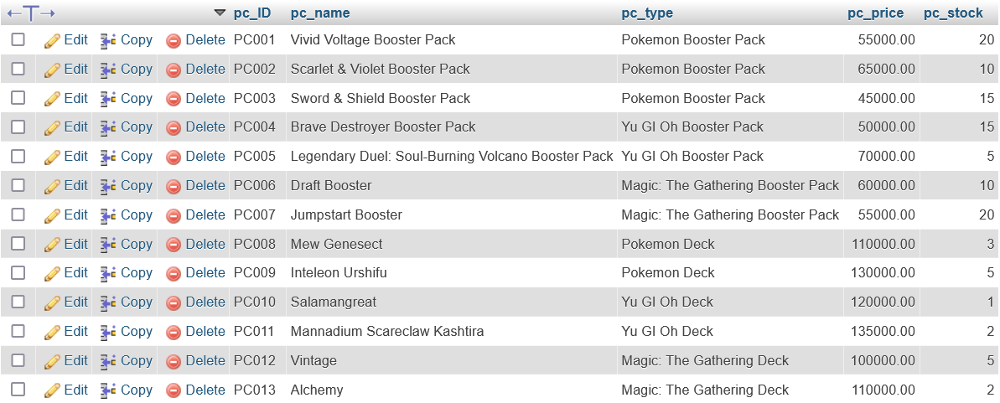 ←T→ pc_ID pc_name pc_type pc_price pc_stock
Edit Copy Delete PC001 Vivid Voltage Booster Pack Pokemon Booster Pack 55000.00 20
Edit Copy Delete PC002 Scarlet & Violet Booster Pack Pokemon Booster Pack 65000.00 10
Edit Copy Delete PC003 Sword & Shield Booster Pack Pokemon Booster Pack 45000.00 15
Edit Copy Delete PC004 Brave Destroyer Booster Pack Yu GI Oh Booster Pack 50000.00 15
Edit Copy Delete PC005 Legendary Duel: Soul-Burning Volcano Booster Pack Yu GI Oh Booster Pack 70000.00 5
Edit Copy Delete PC006 Draft Booster Magic: The Gathering Booster Pack 60000.00 10
Edit Copy Delete PC007 Jumpstart Booster Magic: The Gathering Booster Pack 55000.00 20
Edit Copy Delete PC008 Mew Genesect Pokemon Deck 110000.00 3
Edit Copy Delete PC009 Inteleon Urshifu Pokemon Deck 130000.00 5
Edit Copy Delete PC010 Salamangreat Yu GI Oh Deck 120000.00 1
Edit Copy Delete PC011 Mannadium Scareclaw Kashtira Yu GI Oh Deck 135000.00 2
Edit Copy Delete PC012 Vintage Magic: The Gathering Deck 100000.00 5
Edit Copy Delete PC013 Alchemy Magic: The Gathering Deck 110000.00 2